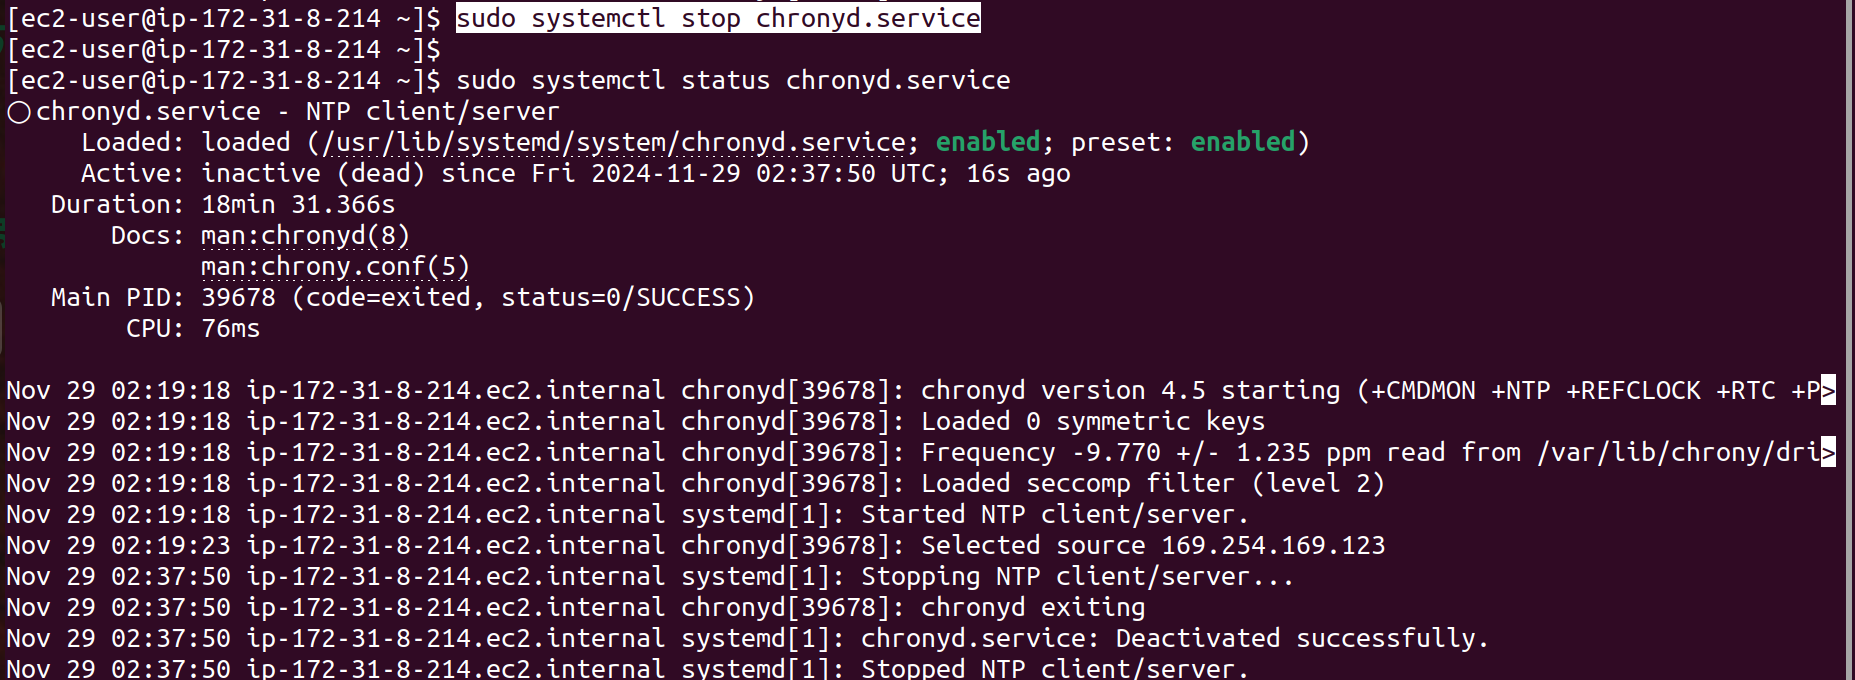 [ec2-user@ip-172-31-8-214 ~]$ sudo systemctl stop chronyd.service
[ec2-user@ip-172-31-8-214 ~]$
[ec2-user@ip-172-31-8-214 ~]$ sudo systemctl status chronyd.service
○ chronyd.service - NTP client/server
     Loaded: loaded (/usr/lib/systemd/system/chronyd.service; enabled; preset: enabled)
     Active: inactive (dead) since Fri 2024-11-29 02:37:50 UTC; 16s ago
   Duration: 18min 31.366s
       Docs: man:chronyd(8)
             man:chrony.conf(5)
   Main PID: 39678 (code=exited, status=0/SUCCESS)
        CPU: 76ms

Nov 29 02:19:18 ip-172-31-8-214.ec2.internal chronyd[39678]: chronyd version 4.5 starting (+CMDMON +NTP +REFCLOCK +RTC +P>
Nov 29 02:19:18 ip-172-31-8-214.ec2.internal chronyd[39678]: Loaded 0 symmetric keys
Nov 29 02:19:18 ip-172-31-8-214.ec2.internal chronyd[39678]: Frequency -9.770 +/- 1.235 ppm read from /var/lib/chrony/dri>
Nov 29 02:19:18 ip-172-31-8-214.ec2.internal chronyd[39678]: Loaded seccomp filter (level 2)
Nov 29 02:19:18 ip-172-31-8-214.ec2.internal systemd[1]: Started NTP client/server.
Nov 29 02:19:23 ip-172-31-8-214.ec2.internal chronyd[39678]: Selected source 169.254.169.123
Nov 29 02:37:50 ip-172-31-8-214.ec2.internal systemd[1]: Stopping NTP client/server...
Nov 29 02:37:50 ip-172-31-8-214.ec2.internal chronyd[39678]: chronyd exiting
Nov 29 02:37:50 ip-172-31-8-214.ec2.internal systemd[1]: chronyd.service: Deactivated successfully.
Nov 29 02:37:50 ip-172-31-8-214.ec2.internal systemd[1]: Stopped NTP client/server.